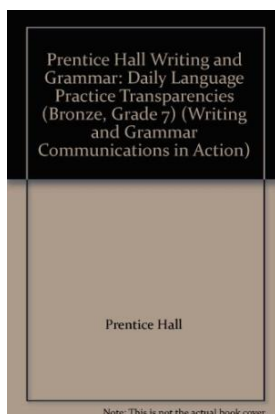 Prentice Hall Writing and
Grammar: Daily Language
Practice Transparencies
(Bronze, Grade 7) (Writing
and Grammar
Communications in Action)
Prentice Hall
Note: This is not the actual book cover